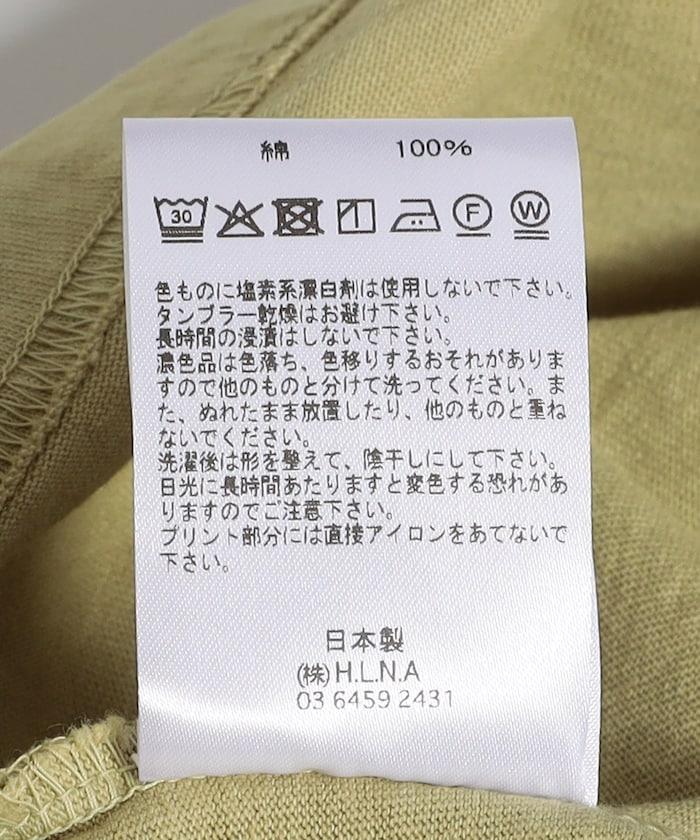 綿 100%
30 F W
色ものに塩素系漂白剤は使用しないで下さい。
タンブラー乾燥はお避け下さい。
長時間の浸漬はしないで下さい。
濃色品は色落ち、色移りするおそれがありま
すので他のものと分けて洗ってください。ま
た、ぬれたまま放置したり、他のものと重ね
ないでください。
洗濯後は形を整えて、陰干しにして下さい。
日光に長時間あたりますと変色する恐れがあ
りますのでご注意下さい。
プリント部分には直接アイロンをあてないで
下さい。
日本製
㈱H.L.N.A
03 6459 2431